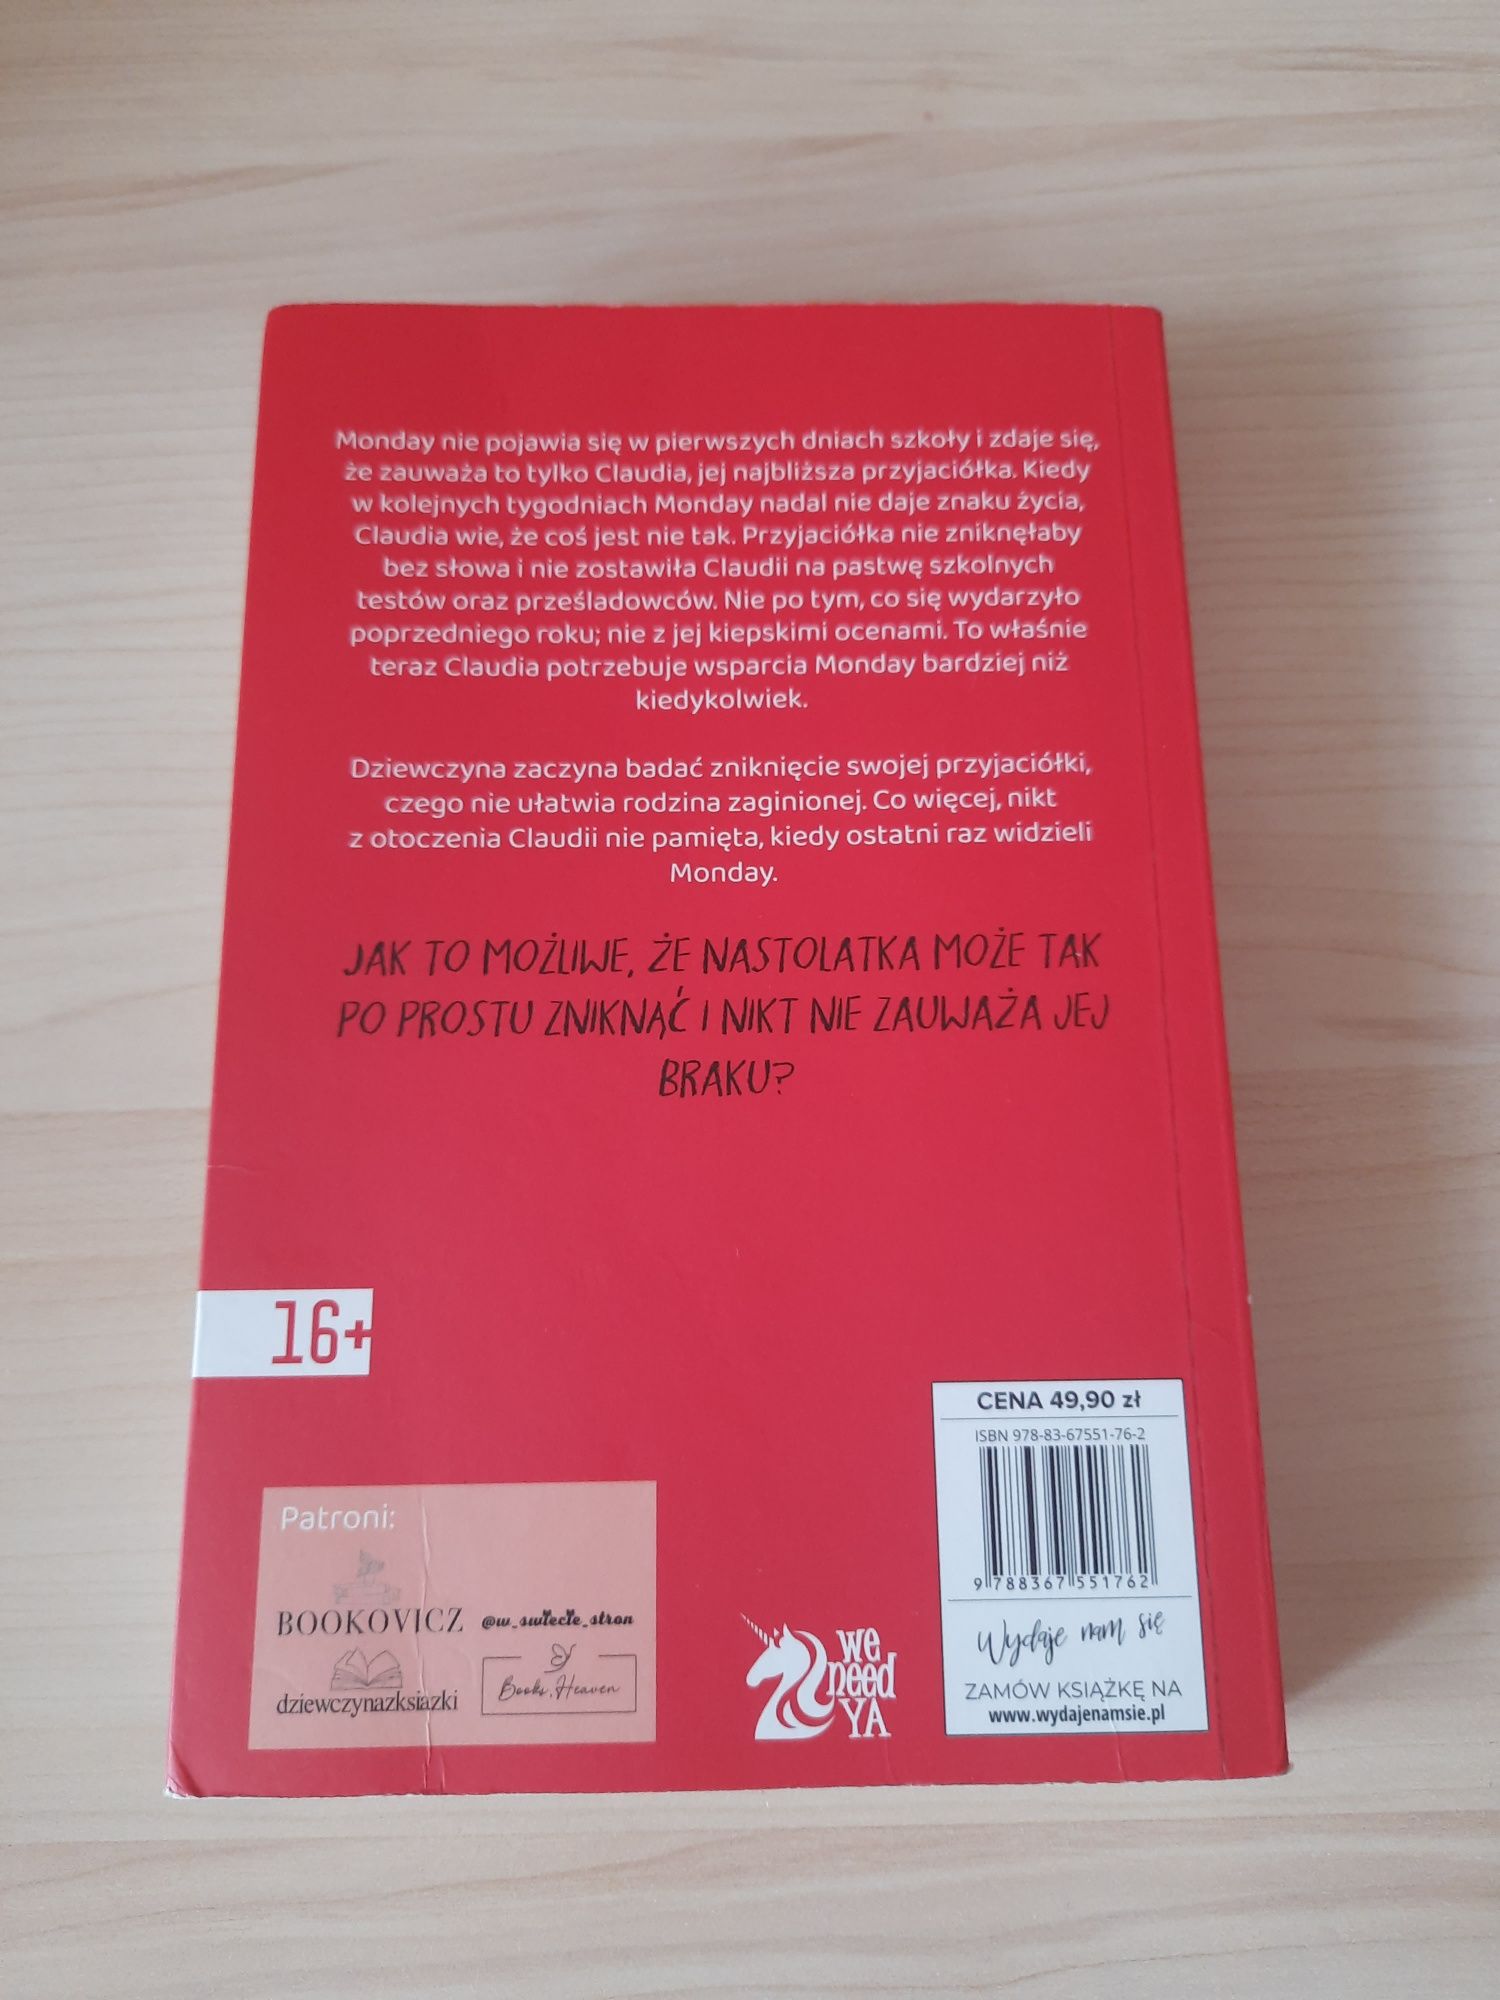 Monday nie pojawia się w pierwszych dniach szkoły i zdaje się,
że zauważa to tylko Claudia, jej najbliższa przyjaciółka. Kiedy
w kolejnych tygodniach Monday nadal nie daje znaku życia,
Claudia wie, że coś jest nie tak. Przyjaciółka nie zniknęłaby
bez słowa i nie zostawiła Claudii na pastwę szkolnych
testów oraz prześladowców. Nie po tym, co się wydarzyło
poprzedniego roku; nie z jej kiepskimi ocenami. To właśnie
teraz Claudia potrzebuje wsparcia Monday bardziej niż
kiedykolwiek.
Dziewczyna zaczyna badać zniknięcie swojej przyjaciółki,
czego nie ułatwia rodzina zaginionej. Co więcej, nikt
z otoczenia Claudii nie pamięta, kiedy ostatni raz widzieli
Monday.
JAK TO MOŻLIWE, ŻE NASTOLATKA MOŻE TAK
PO PROSTU ZNIKNĄĆ I NIKT NIE ZAUWAŻA JEJ
BRAKU?
16+
Patroni:
BOOKOVICZ
@w_swiecie_stron
dziewczynazksiazki
Books.Heaven
we
need
YA
CENA 49,90 zł
ISBN 978-83-67551-76-2
9 788367 551762
Wydaje nam się
ZAMÓW KSIĄŻKĘ NA
www.wydajenamsie.pl